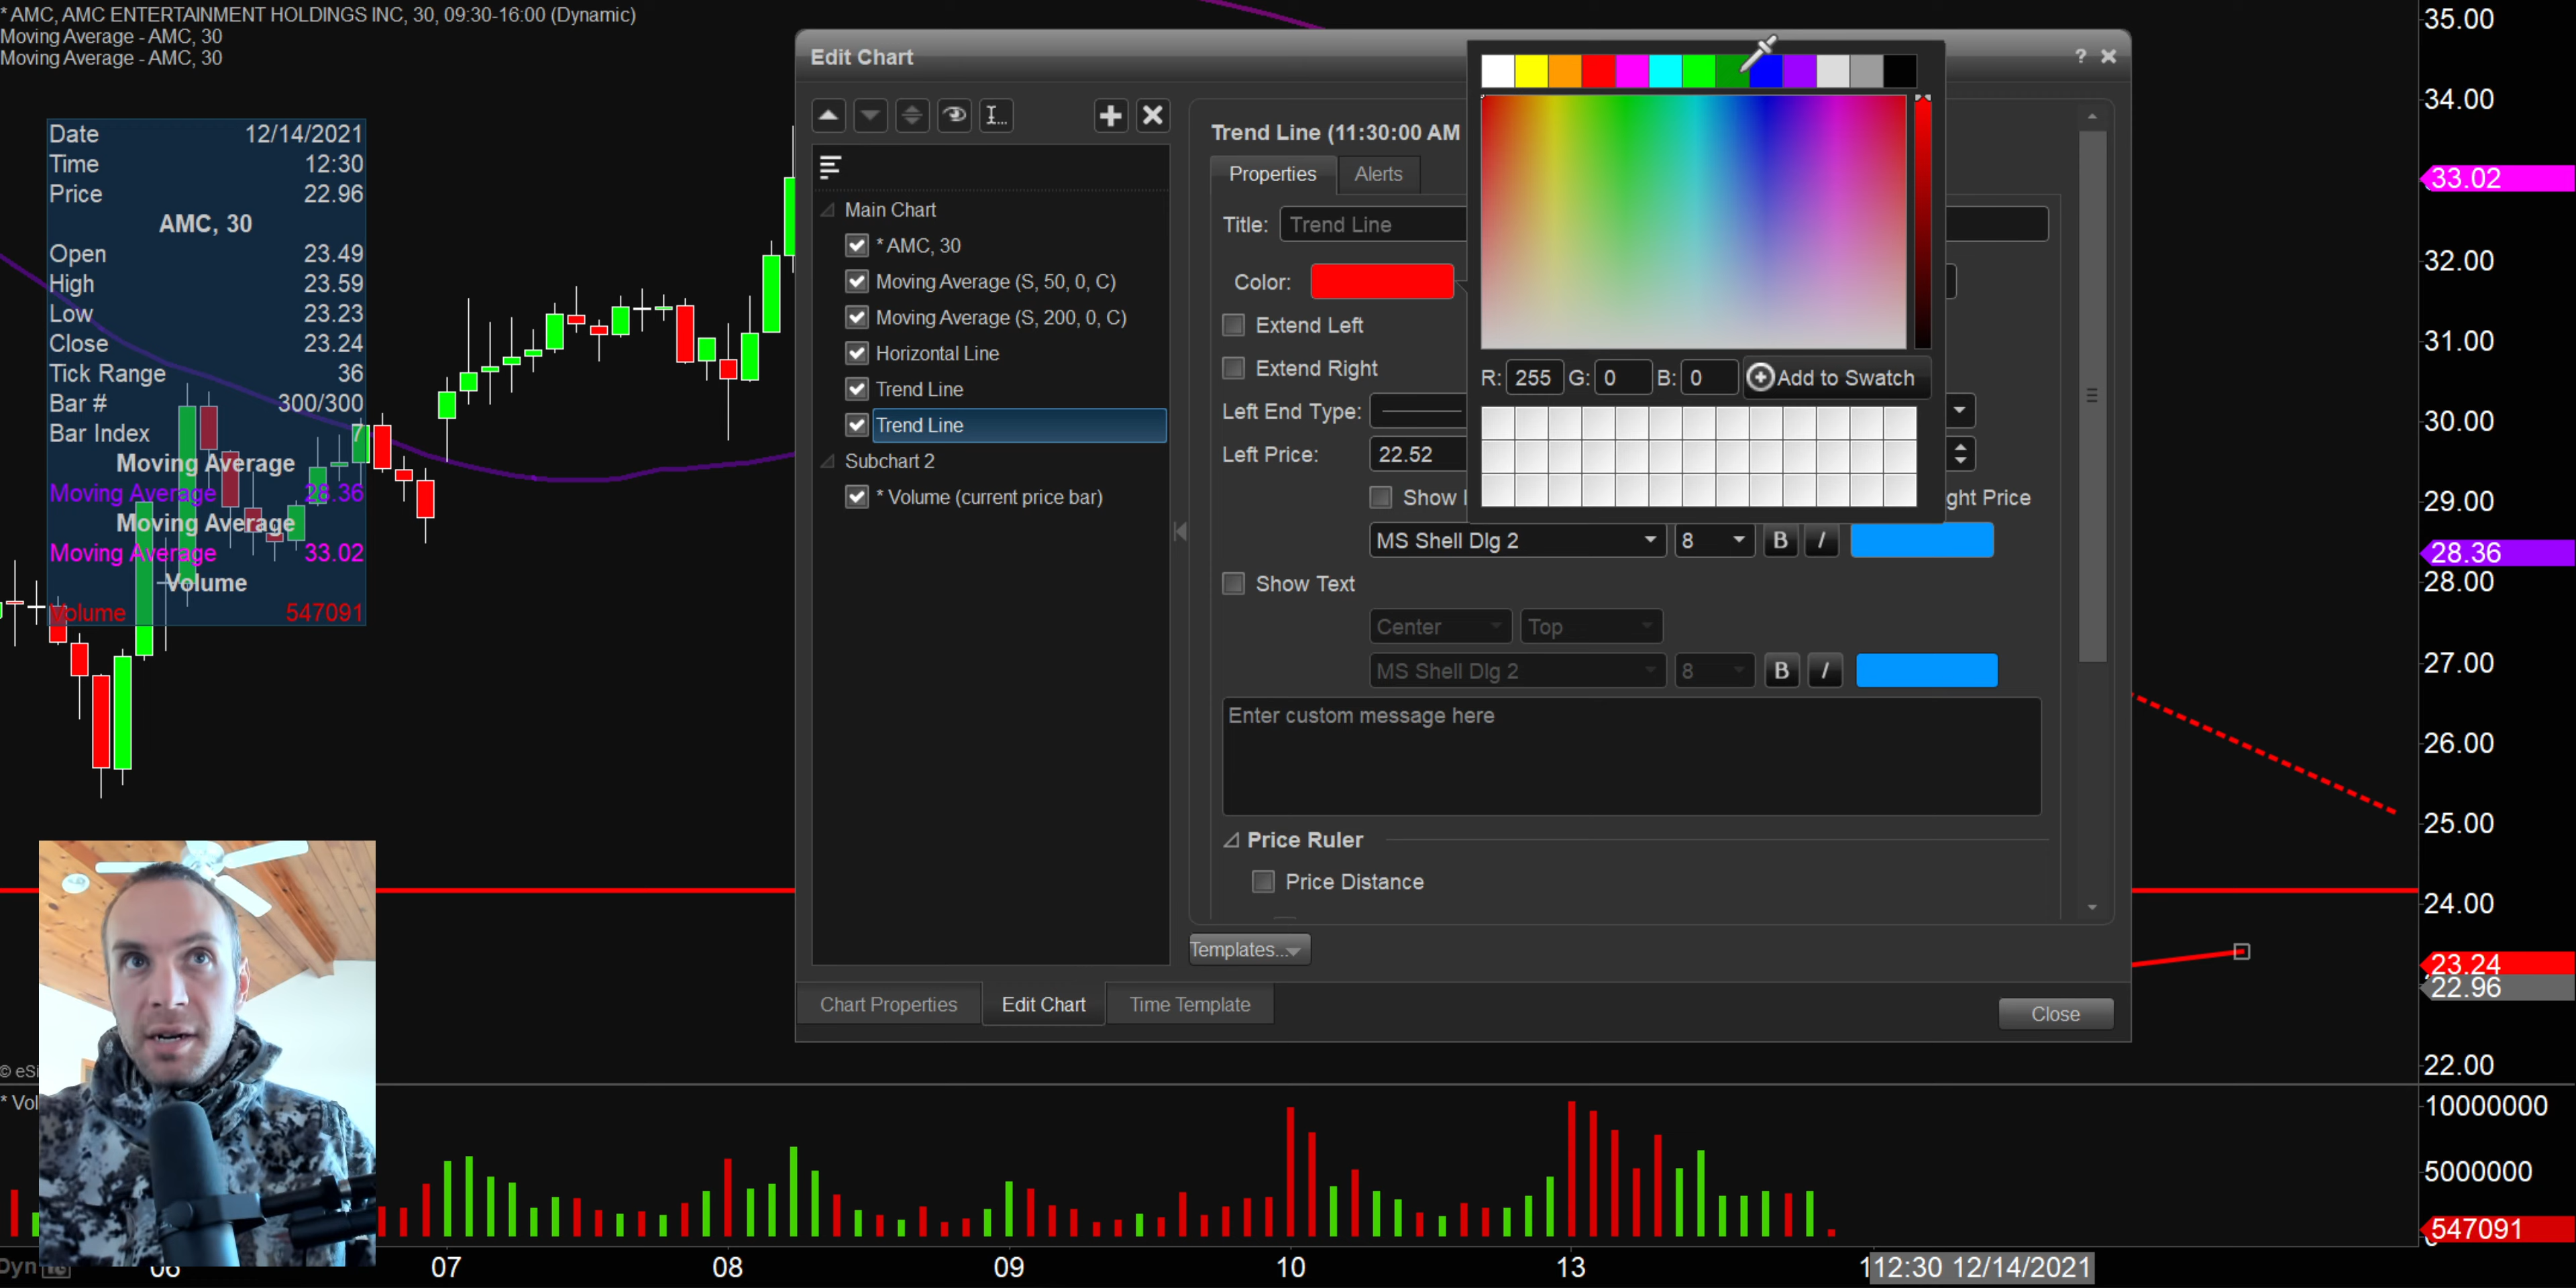 * AMC, AMC ENTERTAINMENT HOLDINGS INC, 30, 09:30-16:00 (Dynamic)
Moving Average - AMC, 30
Moving Average - AMC, 30
Date 12/14/2021
Time 12:30
Price 22.96
AMC, 30
Open 23.49
High 23.59
Low 23.23
Close 23.24
Tick Range 36
Bar # 300/300
Bar Index 7
Moving Average
Moving Average 28.36
Moving Average
Moving Average 33.02
Volume
Volume 547091
Edit Chart
?
Main Chart
* AMC, 30
Moving Average (S, 50, 0, C)
Moving Average (S, 200, 0, C)
Horizontal Line
Trend Line
Trend Line
Subchart 2
* Volume (current price bar)
Trend Line (11:30:00 AM
Properties Alerts
Title: Trend Line
Color:
Extend Left
Extend Right
Left End Type:
Left Price: 22.52
R: 255 G: 0 B: 0 Add to Swatch
Show
ght Price
MS Shell Dlg 2 8 B I
Show Text
Center Top
MS Shell Dlg 2 8 B I
Enter custom message here
Price Ruler
Price Distance
Templates...
Chart Properties Edit Chart Time Template
Close
35.00
34.00
33.02
32.00
31.00
30.00
29.00
28.36
28.00
27.00
26.00
25.00
24.00
23.24
22.96
22.00
© eSi
* Vol
10000000
5000000
547091
Dyn 06 07 08 09 10 13 12:30 12/14/2021